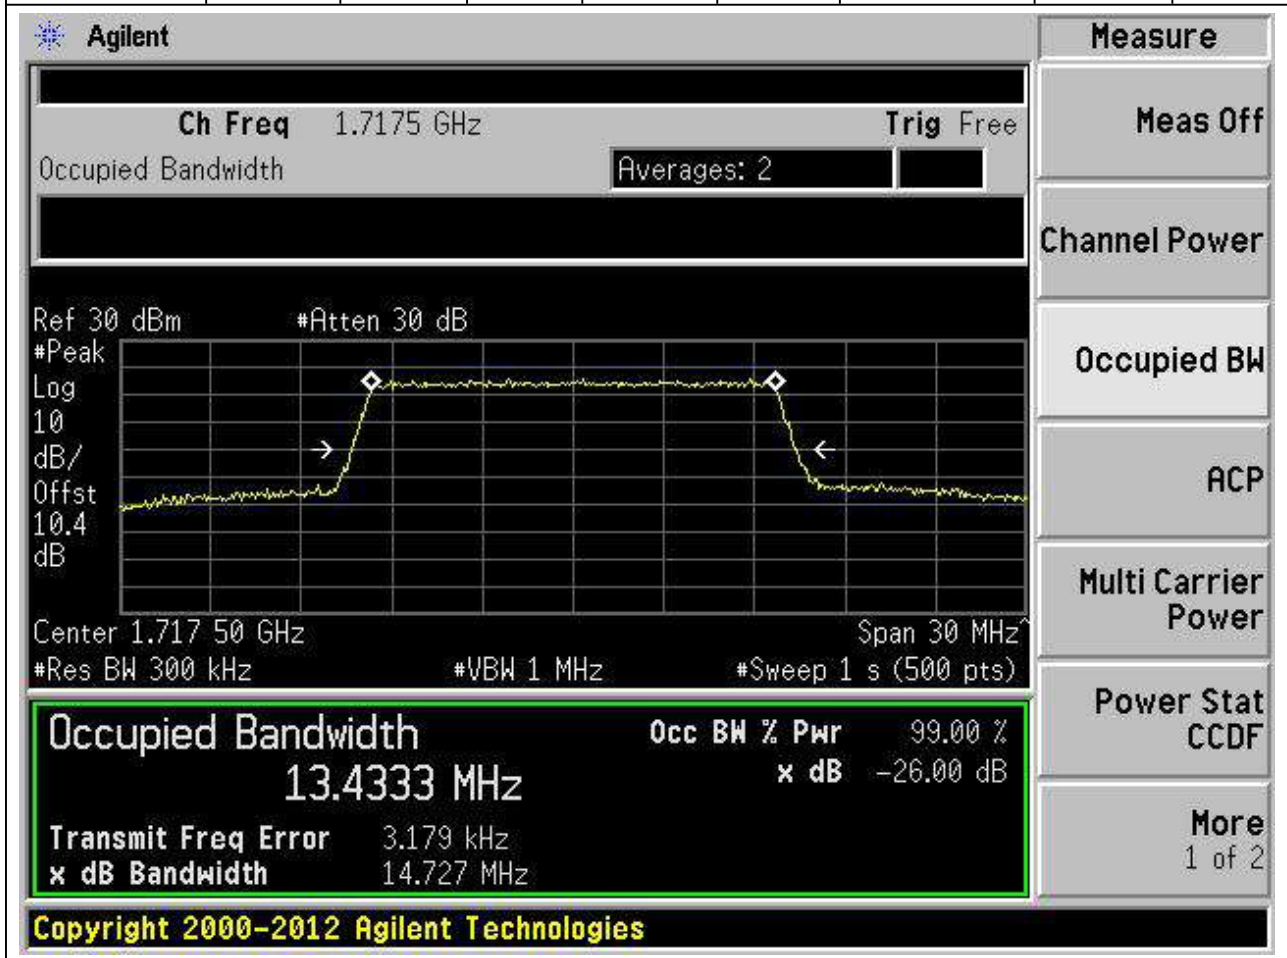 Agilent
Measure
Ch Freq 1.7175 GHz Trig Free
Meas Off
Occupied Bandwidth Averages: 2
Channel Power
Ref 30 dBm #Atten 30 dB
#Peak
Log
10
dB/
Offst
10.4
dB
Occupied BW
ACP
Center 1.717 50 GHz Span 30 MHz^
#Res BW 300 kHz #VBW 1 MHz #Sweep 1 s (500 pts)
Multi Carrier
Power
Occupied Bandwidth Occ BW % Pwr 99.00 %
13.4333 MHz x dB -26.00 dB
Power Stat
CCDF
Transmit Freq Error 3.179 kHz
x dB Bandwidth 14.727 MHz
More
1 of 2
Copyright 2000-2012 Agilent Technologies